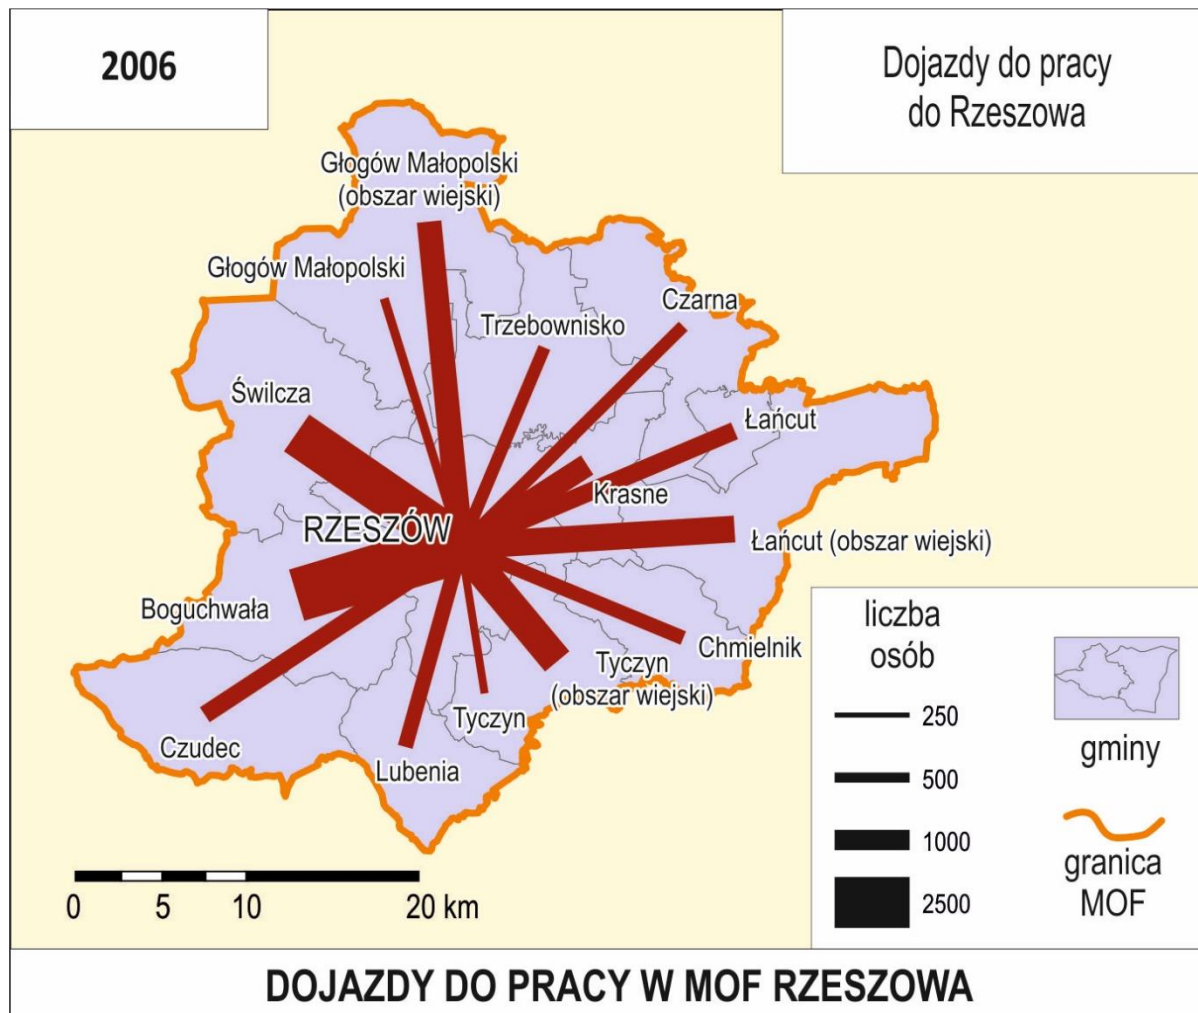 2006
Dojazdy do pracy
do Rzeszowa
Głogów Małopolski
(obszar wiejski)
Głogów Małopolski
Czarna
Trzebownisko
Świlcza
Łańcut
Krasne
RZESZÓW
Łańcut (obszar wiejski)
Boguchwała
Chmielnik
Tyczyn
(obszar wiejski)
Tyczyn
Czudec
Lubenia
liczba
osób
250
500
1000
2500
gminy
granica
MOF
0 5 10 20 km
DOJAZDY DO PRACY W MOF RZESZOWA